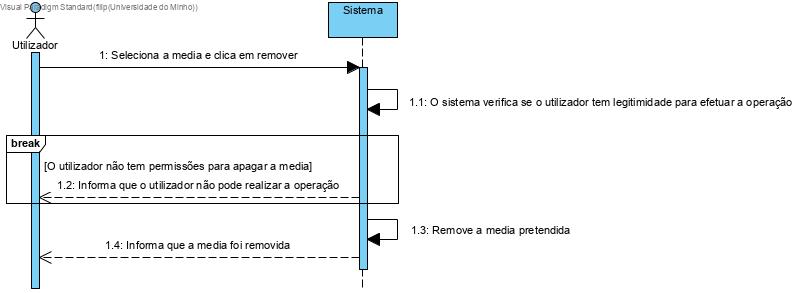 Visual Paradigm Standard(filip(Universidade do Minho))
Sistema
Utilizador
1: Seleciona a media e clica em remover
1.1: O sistema verifica se o utilizador tem legitimidade para efetuar a operação
break
[O utilizador não tem permissões para apagar a media]
1.2: Informa que o utilizador não pode realizar a operação
1.3: Remove a media pretendida
1.4: Informa que a media foi removida